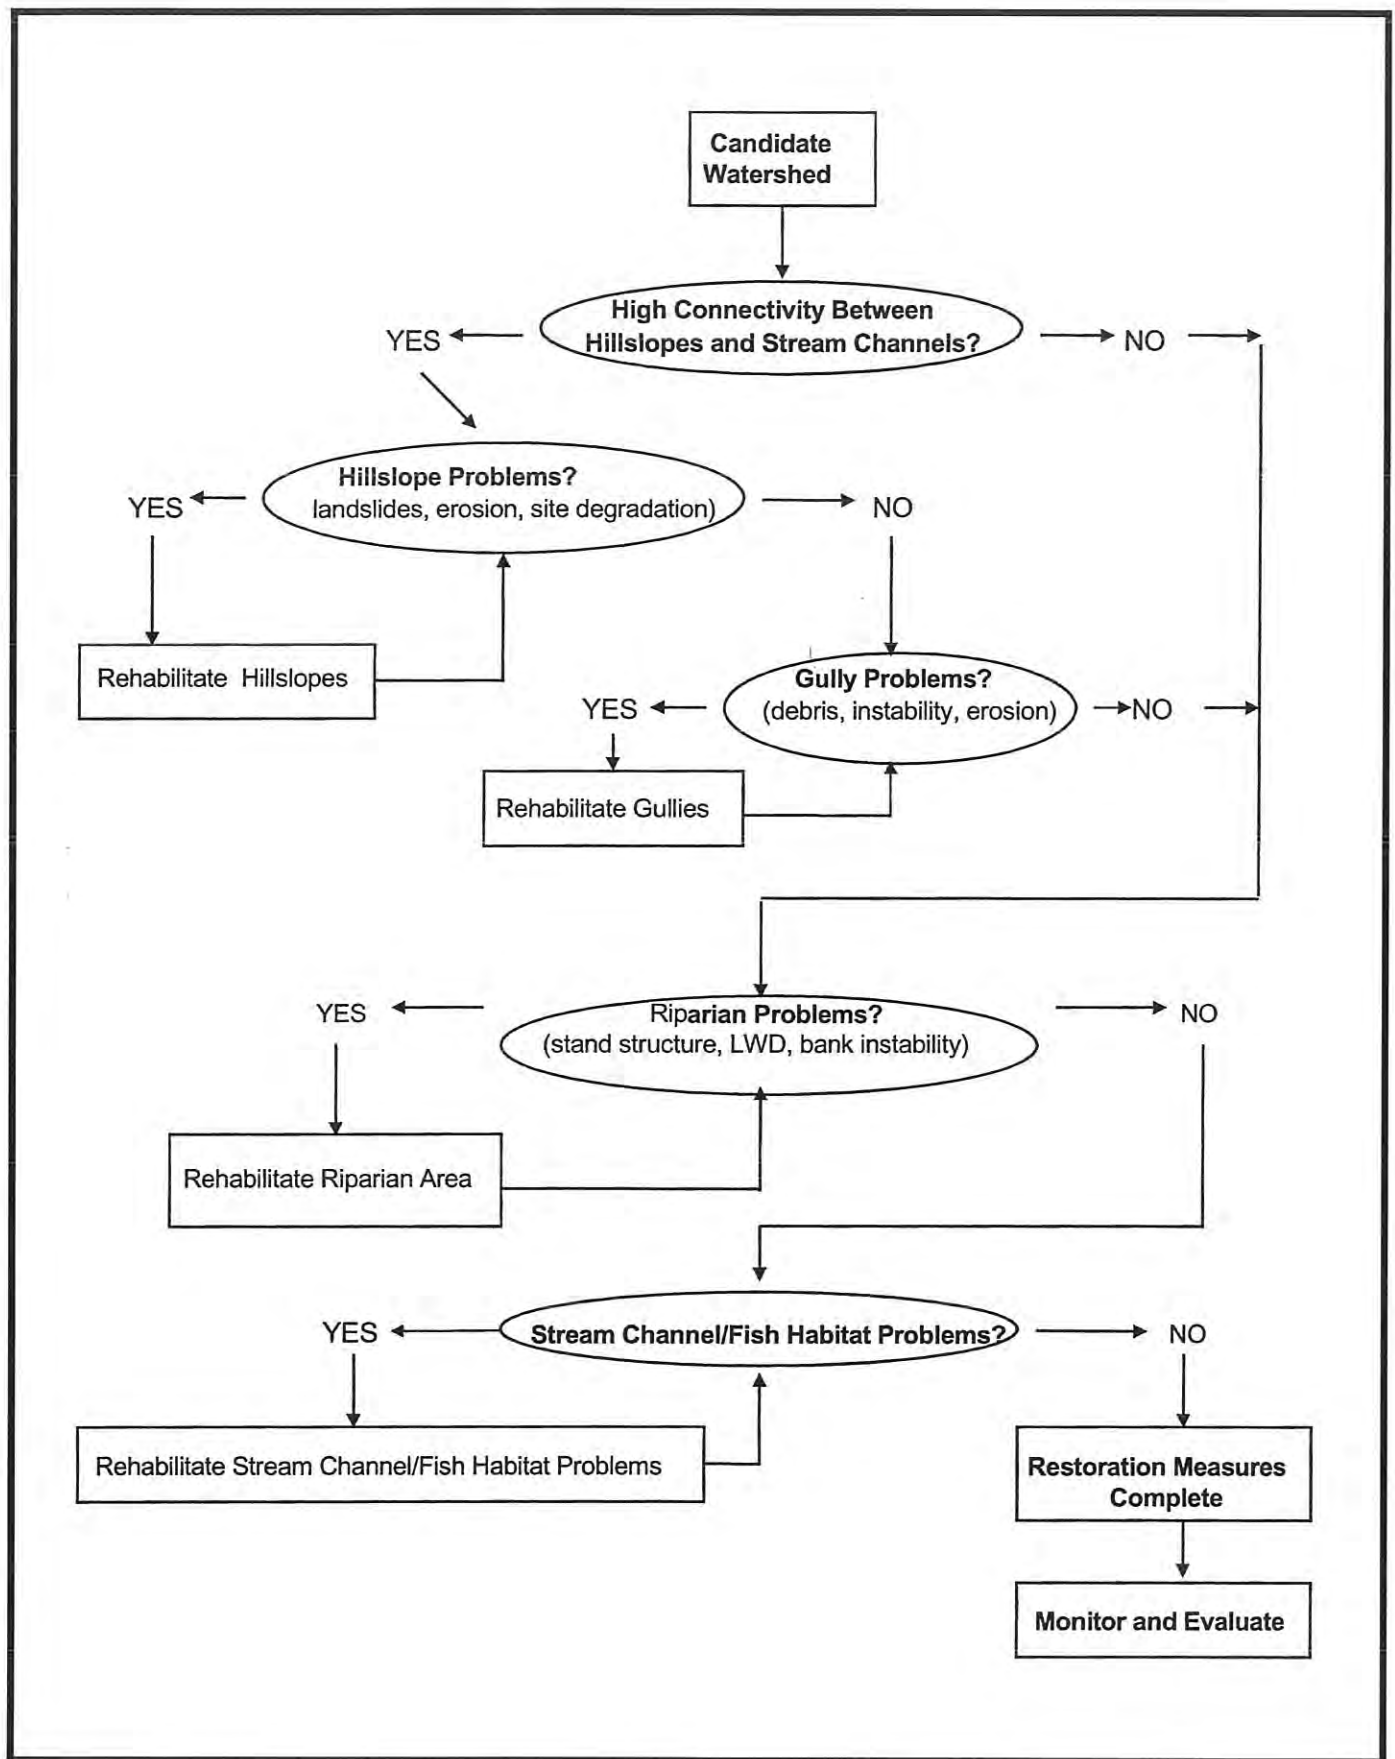 Candidate
Watershed
High Connectivity Between
Hillslopes and Stream Channels?
YES
NO
Hillslope Problems?
landslides, erosion, site degradation)
YES
NO
Rehabilitate Hillslopes
Gully Problems?
(debris, instability, erosion)
YES
NO
Rehabilitate Gullies
Riparian Problems?
(stand structure, LWD, bank instability)
YES
NO
Rehabilitate Riparian Area
Stream Channel/Fish Habitat Problems?
YES
NO
Rehabilitate Stream Channel/Fish Habitat Problems
Restoration Measures
Complete
Monitor and Evaluate